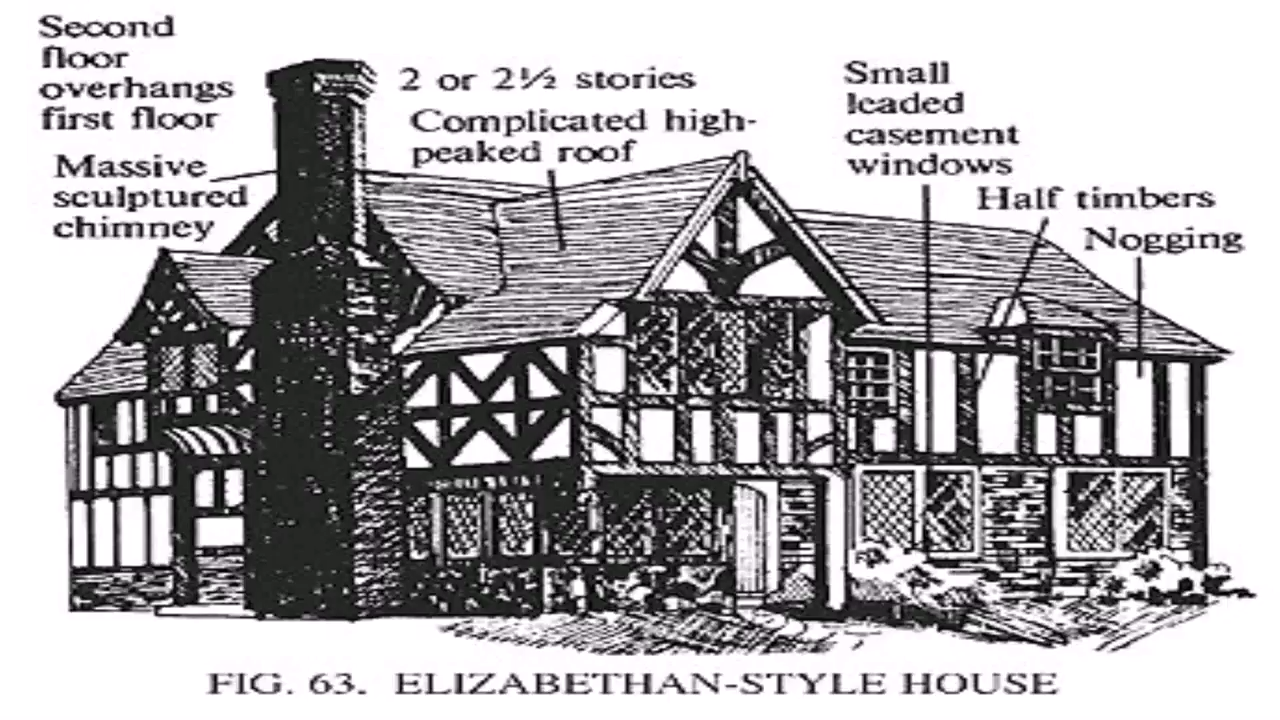 Second
floor
overhangs
first floor
Massive
sculptured
chimney
2 or 2½ stories
Complicated high-
peaked roof
Small
leaded
casement
windows
Half timbers
Nogging
FIG. 63. ELIZABETHAN-STYLE HOUSE